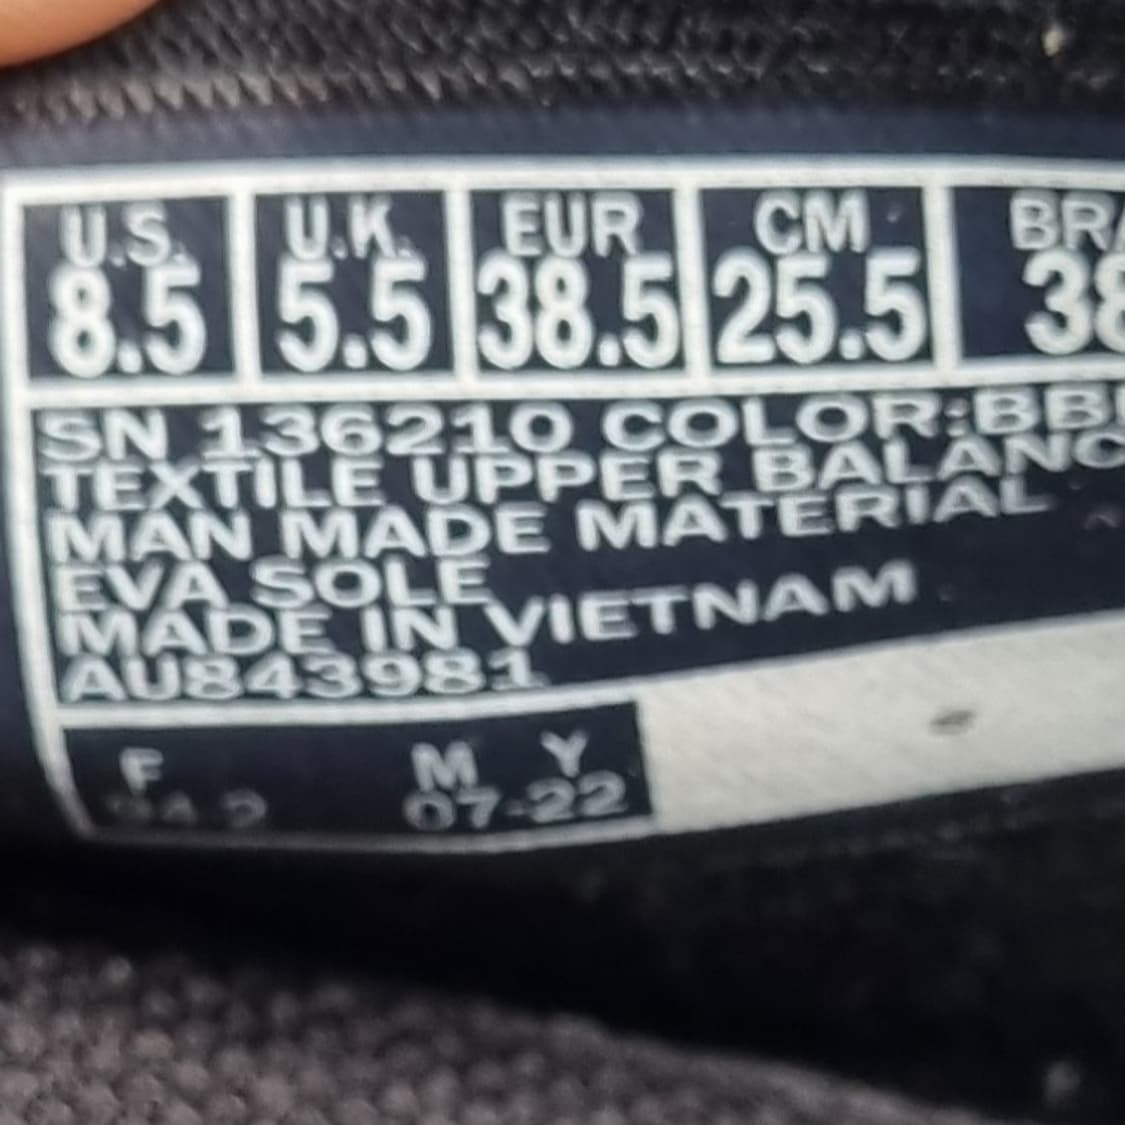 U.S. U.K. EUR CM
8.5 5.5 38.5 25.5
SN 136210 COLOR:
TEXTILE UPPER
MAN MADE MATERIAL
EVA SOLE
MADE IN VIETNAM
AU843981
F M Y
07-22